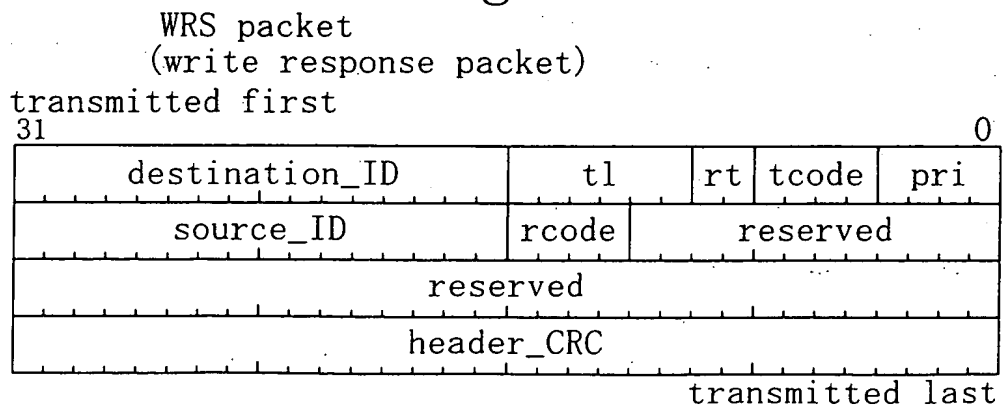 WRS packet
(write response packet)
transmitted first
31 0
destination_ID tl rt tcode pri
source_ID rcode reserved
reserved
header_CRC
transmitted last